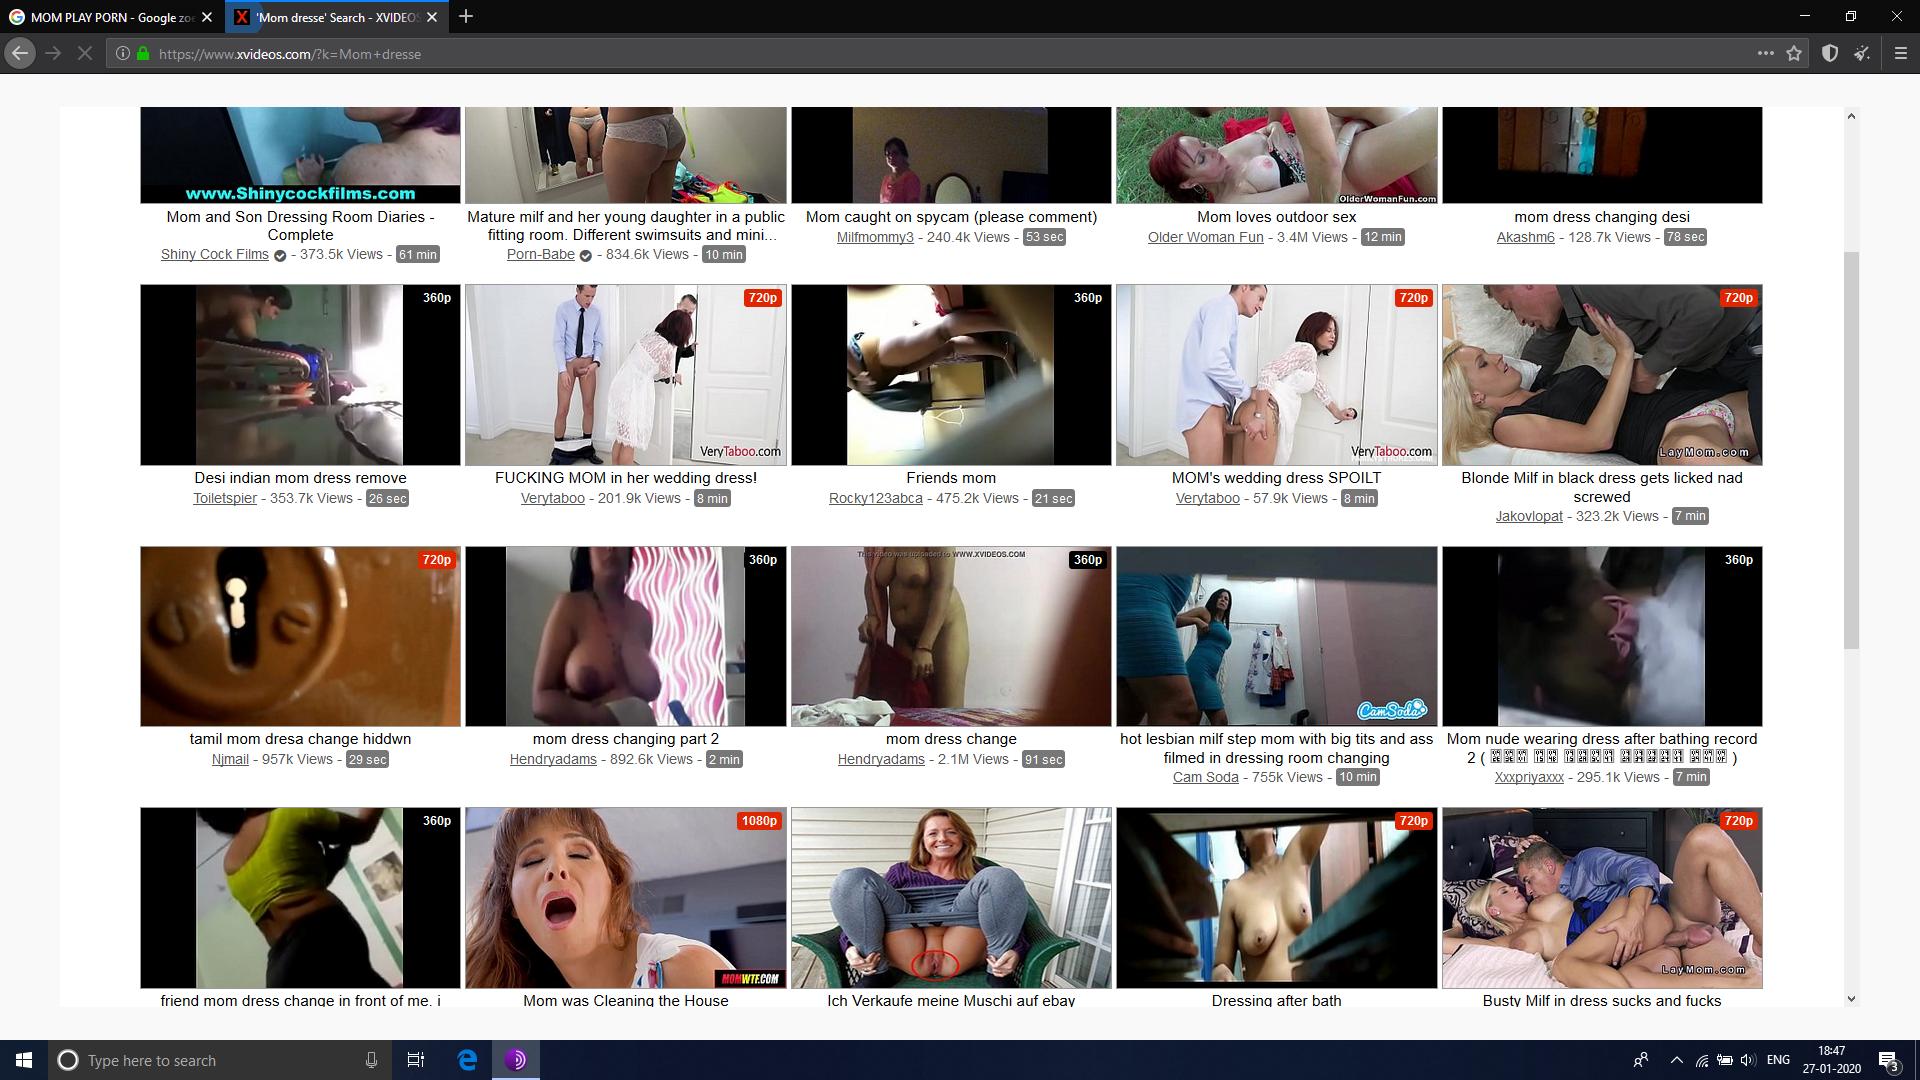 MOM PLAY PORN - Google zoe
'Mom dresse' Search - XVIDEOS
https://www.xvideos.com/?k=Mom+dresse
www.Shinycockfilms.com
OlderWomanFun.com
Mom and Son Dressing Room Diaries -
Complete
Shiny Cock Films - 373.5k Views - 61 min
Mature milf and her young daughter in a public
fitting room. Different swimsuits and mini...
Porn-Babe - 834.6k Views - 10 min
Mom caught on spycam (please comment)
Milfmommy3 - 240.4k Views - 53 sec
Mom loves outdoor sex
Older Woman Fun - 3.4M Views - 12 min
mom dress changing desi
Akashm6 - 128.7k Views - 78 sec
360p
720p
VeryTaboo.com
360p
720p
VeryTaboo.com
720p
LayMom.com
Desi indian mom dress remove
Toiletspier - 353.7k Views - 26 sec
FUCKING MOM in her wedding dress!
Verytaboo - 201.9k Views - 8 min
Friends mom
Rocky123abca - 475.2k Views - 21 sec
MOM's wedding dress SPOILT
Verytaboo - 57.9k Views - 8 min
Blonde Milf in black dress gets licked nad
screwed
Jakovlopat - 323.2k Views - 7 min
720p
360p
This video was uploaded to WWW.XVIDEOS.COM
360p
CamSoda
360p
tamil mom dresa change hiddwn
Njmail - 957k Views - 29 sec
mom dress changing part 2
Hendryadams - 892.6k Views - 2 min
mom dress change
Hendryadams - 2.1M Views - 91 sec
hot lesbian milf step mom with big tits and ass
filmed in dressing room changing
Cam Soda - 755k Views - 10 min
Mom nude wearing dress after bathing record
2 ( )
Xxxpriyaxxx - 295.1k Views - 7 min
360p
1080p
MOMWTF.COM
720p
720p
LayMom.com
friend mom dress change in front of me. i
Mom was Cleaning the House
Ich Verkaufe meine Muschi auf ebay
Dressing after bath
Busty Milf in dress sucks and fucks
Type here to search
ENG
18:47
27-01-2020
3